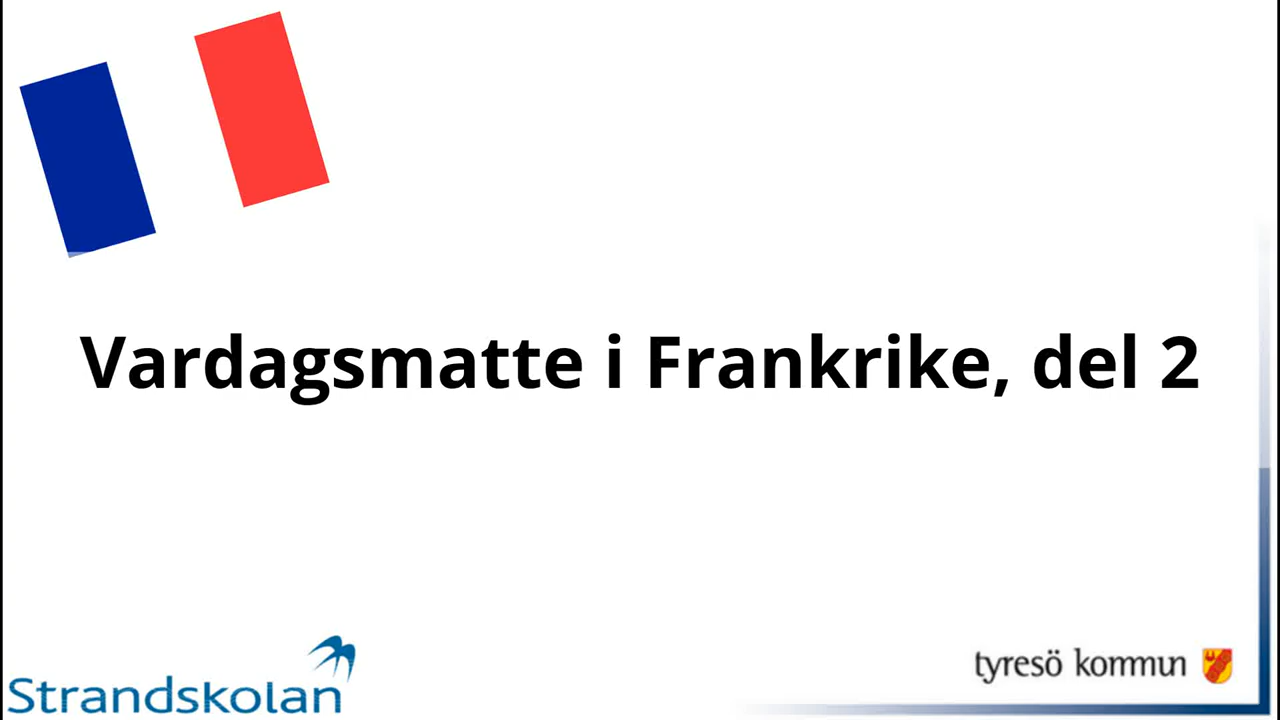 Vardagsmatte i Frankrike, del 2
Strandskolan
tyresö kommun